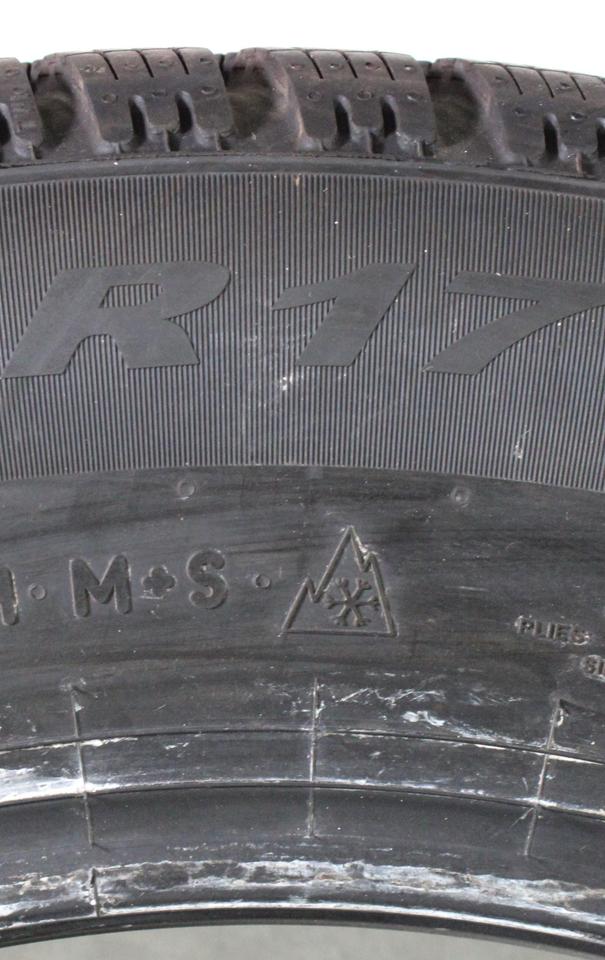 R17
· M+S ·
PLIES